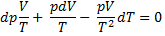 dp V/T + pdV/T − pV/T² dT = 0